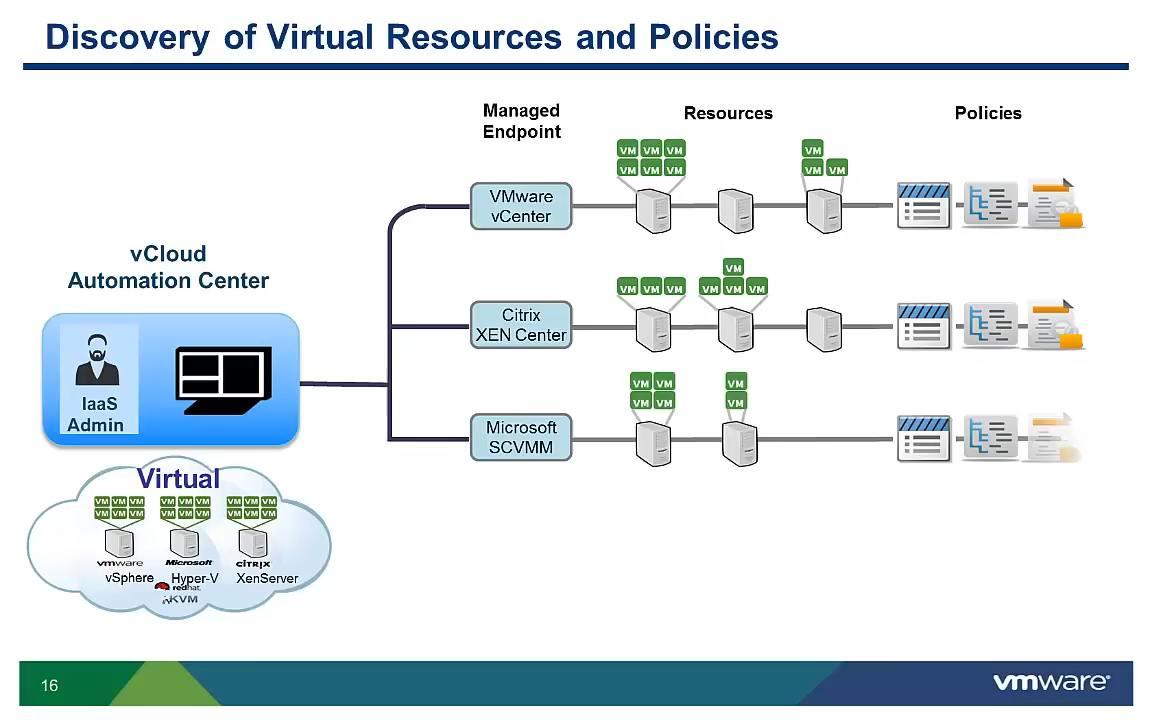 Discovery of Virtual Resources and Policies
Managed
Endpoint
Resources
Policies
VM VM VM
VM VM VM
VM
VM VM
VMware
vCenter
vCloud
Automation Center
VM
VM VM VM
VM VM VM
Citrix
XEN Center
IaaS
Admin
VM VM
VM VM
VM
VM
Microsoft
SCVMM
Virtual
VM VM VM
VM VM VM
VM VM VM
VM VM VM
VM VM VM
VM VM VM
vmware
vSphere
Microsoft
Hyper-V
CITRIX
XenServer
redhat.
KVM
16
vmware®